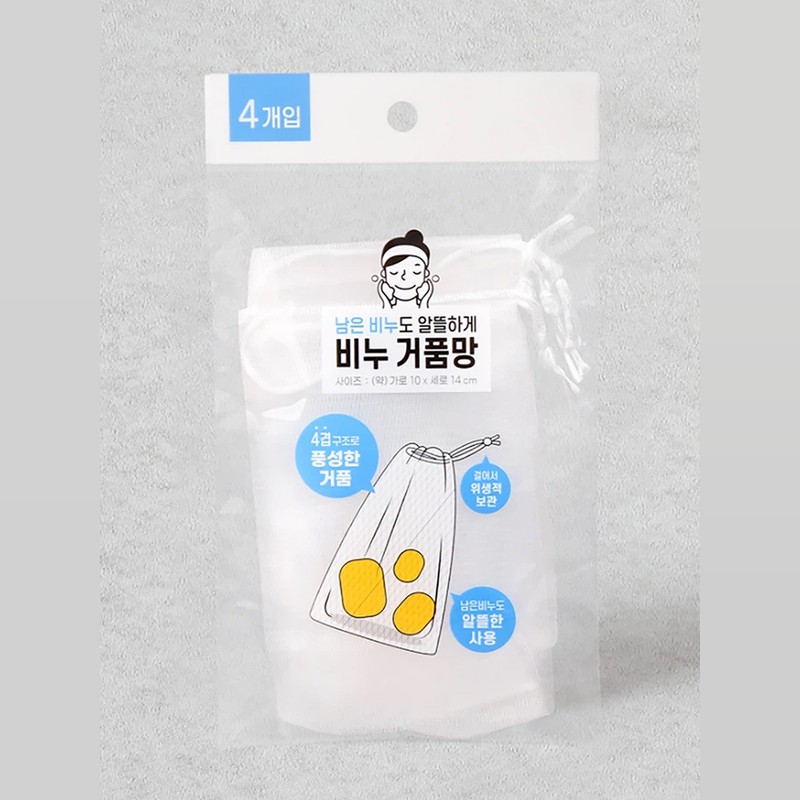 4개입
남은 비누도 알뜰하게
비누 거품망
사이즈 : (약) 가로 10 x 세로 14 cm
4겹구조로
풍성한
거품
걸어서
위생적
보관
남은비누도
알뜰한
사용